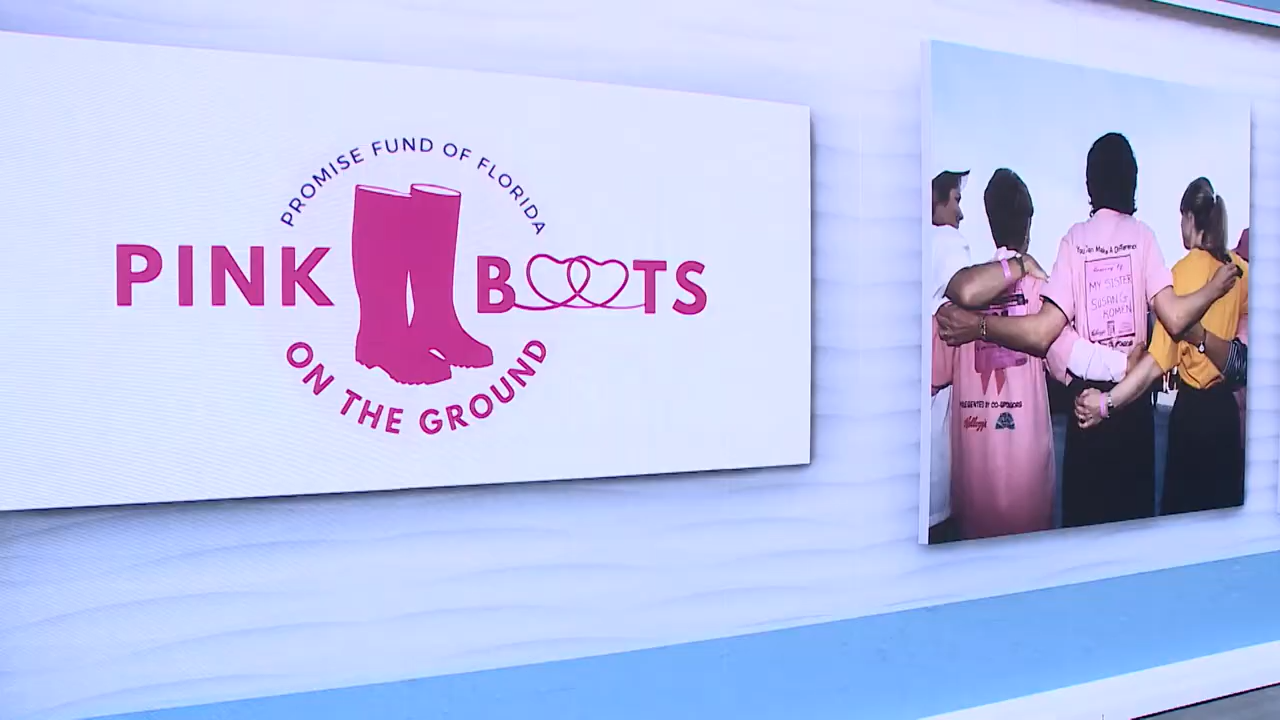 PROMISE FUND OF FLORIDA
PINK BOOTS
ON THE GROUND
You Can Make A Difference
MY SISTER
SUSAN G.
KOMEN
PRESENTED BY CO-SPONSORS
Kellogg's